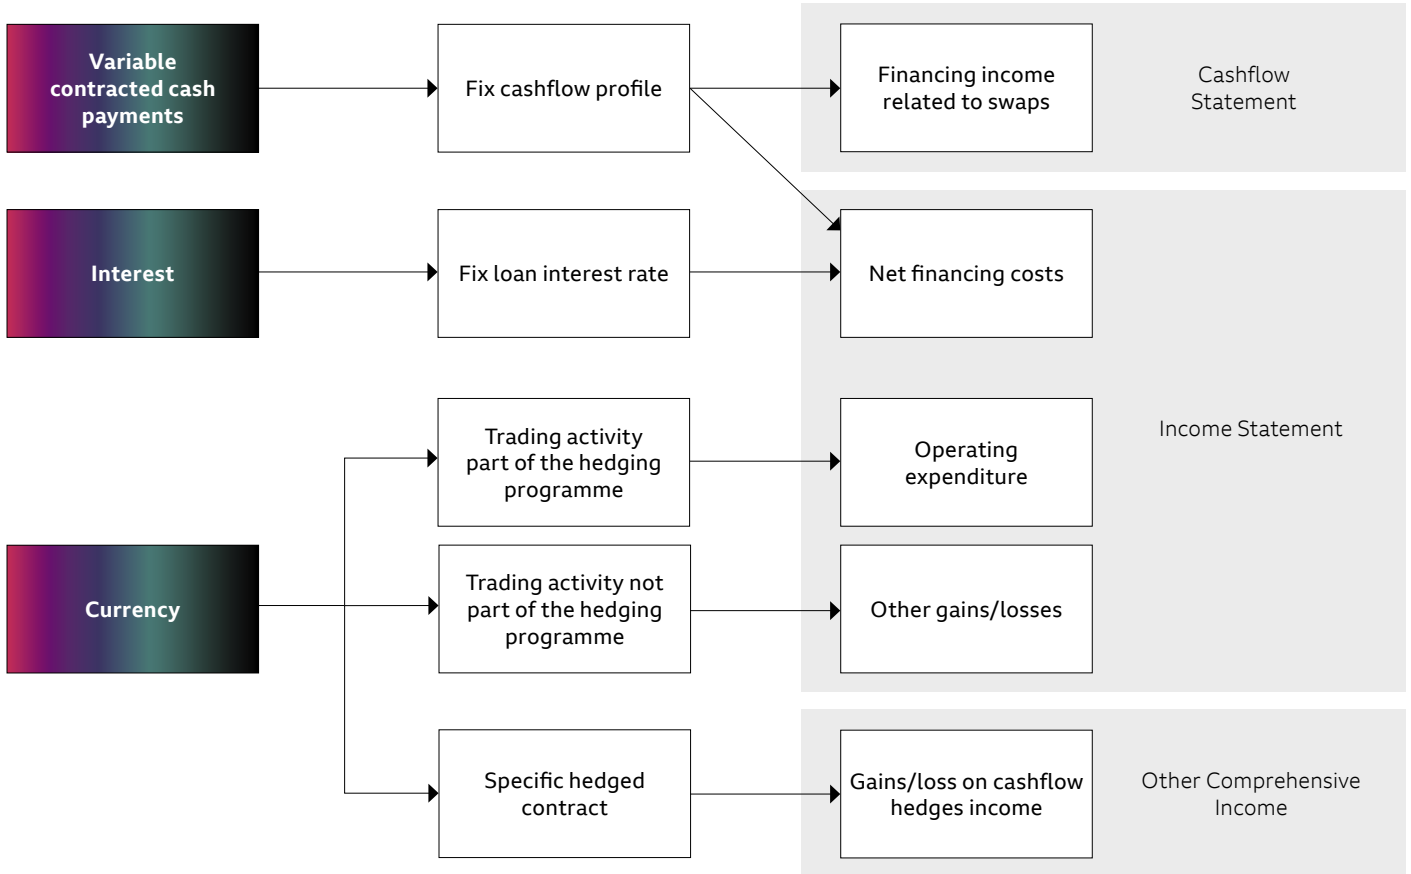 Variable
contracted cash
payments
Fix cashflow profile
Financing income
related to swaps
Cashflow
Statement
Interest
Fix loan interest rate
Net financing costs
Income Statement
Trading activity
part of the hedging
programme
Operating
expenditure
Currency
Trading activity not
part of the hedging
programme
Other gains/losses
Specific hedged
contract
Gains/loss on cashflow
hedges income
Other Comprehensive
Income